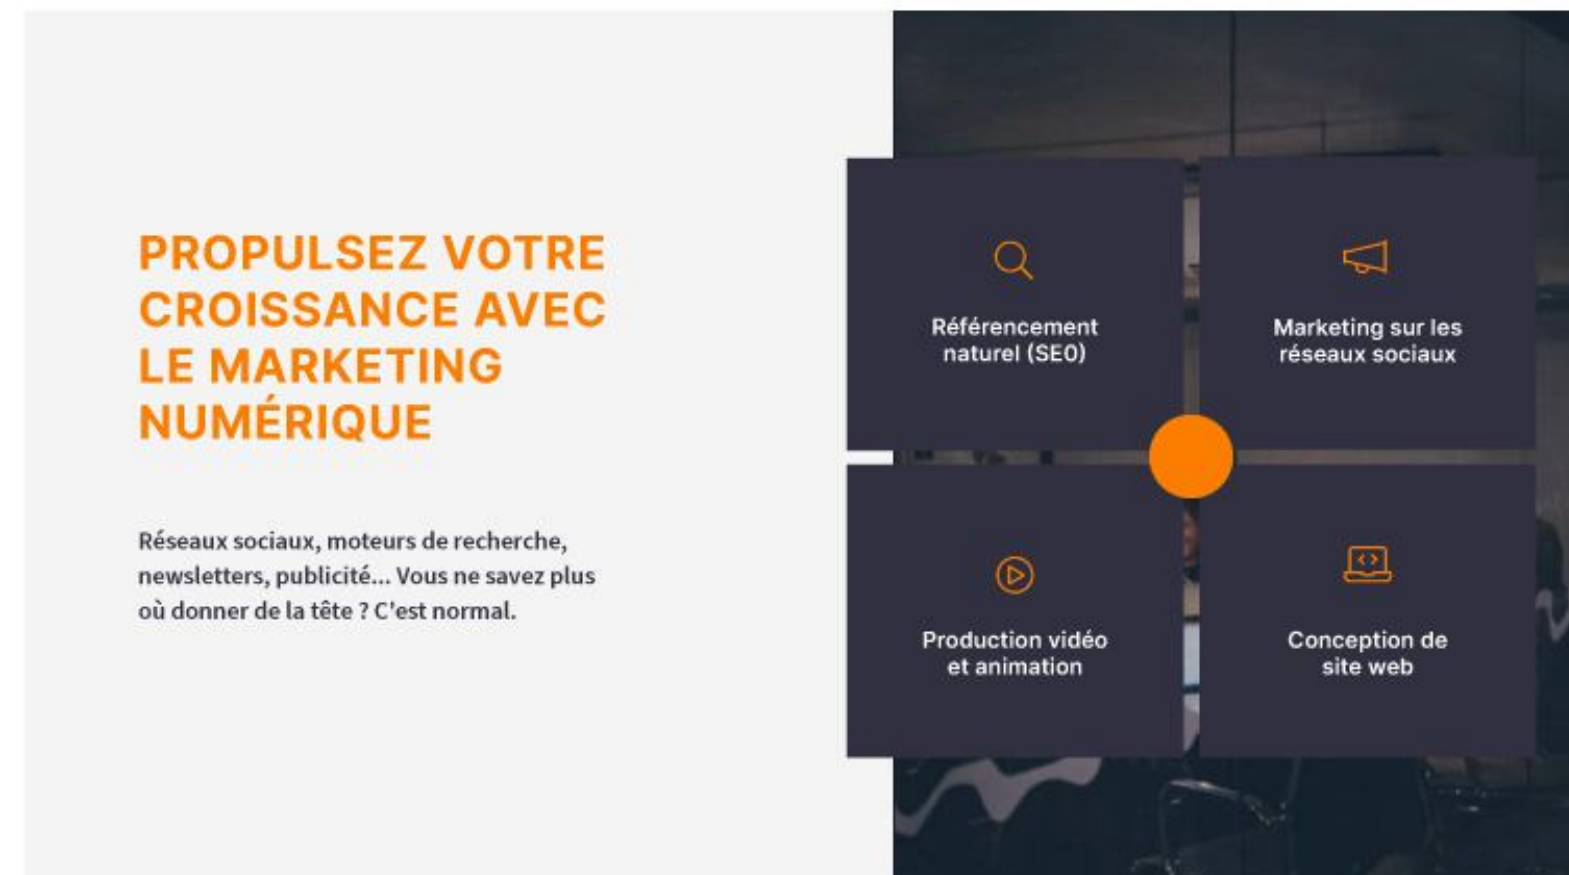 PROPULSEZ VOTRE
CROISSANCE AVEC
LE MARKETING
NUMÉRIQUE
Réseaux sociaux, moteurs de recherche,
newsletters, publicité... Vous ne savez plus
où donner de la tête ? C'est normal.
Référencement
naturel (SEO)
Marketing sur les
réseaux sociaux
Production vidéo
et animation
Conception de
site web